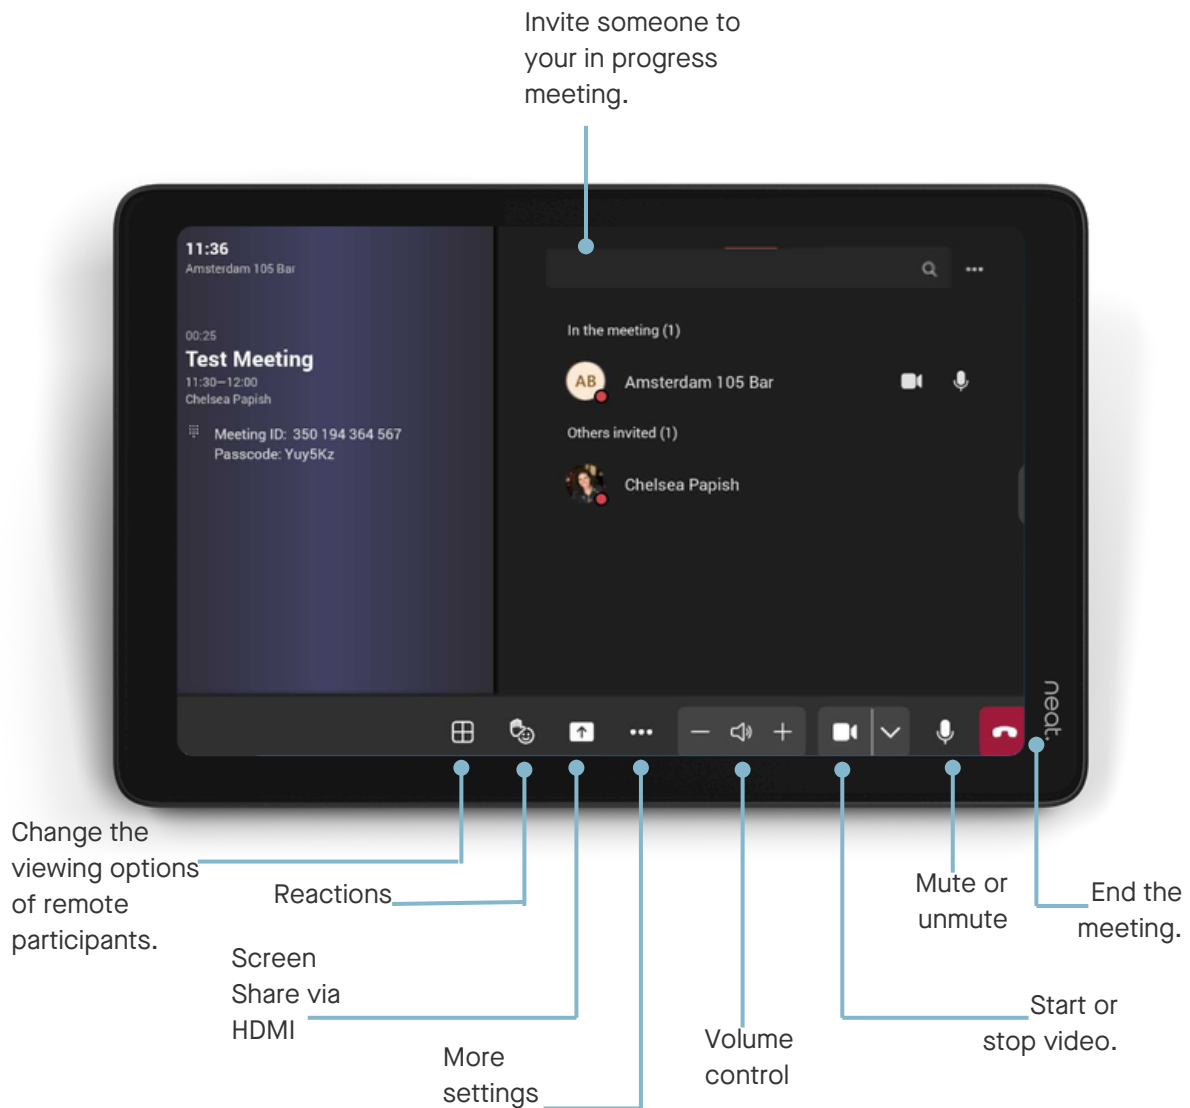 Invite someone to
your in progress
meeting.
11:36
Amsterdam 105 Bar
00:25
Test Meeting
11:30—12:00
Chelsea Papish
Meeting ID: 350 194 364 567
Passcode: Yuy5Kz
In the meeting (1)
AB
Amsterdam 105 Bar
Others invited (1)
Chelsea Papish
neat.
Change the
viewing options
of remote
participants.
Reactions
Screen
Share via
HDMI
More
settings
Volume
control
Start or
stop video.
Mute or
unmute
End the
meeting.